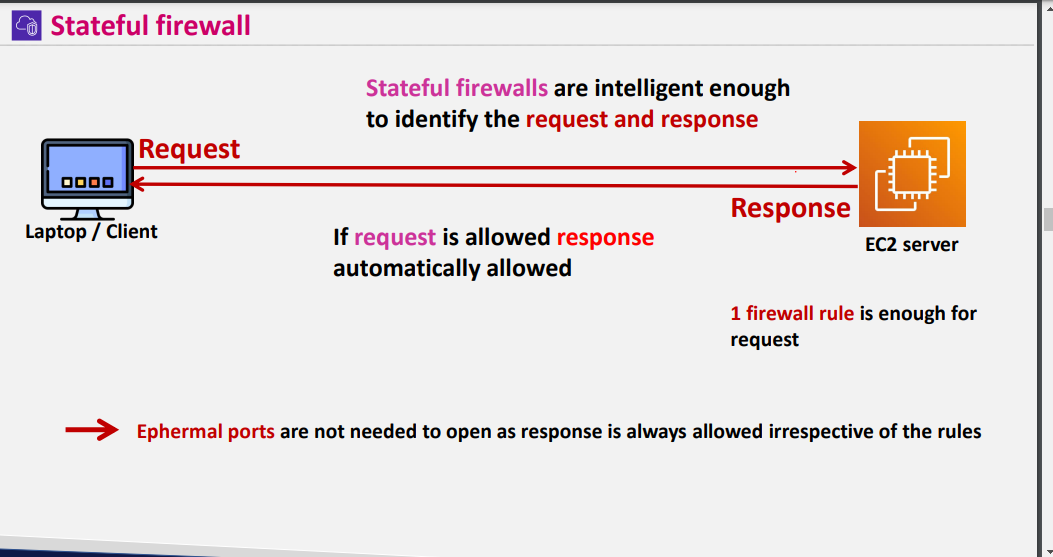 Stateful firewall
Stateful firewalls are intelligent enough
to identify the request and response
Request
Response
Laptop / Client
EC2 server
If request is allowed response
automatically allowed
1 firewall rule is enough for
request
Ephermal ports are not needed to open as response is always allowed irrespective of the rules